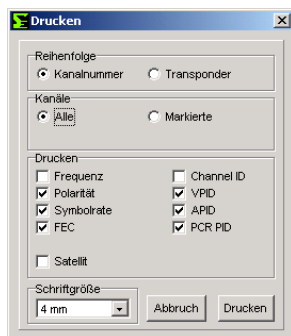 Drucken
Reihenfolge
Kanalnummer Transponder
Kanäle
Alle Markierte
Drucken
Frequenz Channel ID
Polarität VPID
Symbolrate APID
FEC PCR PID
Satellit
Schriftgröße
4 mm Abbruch Drucken